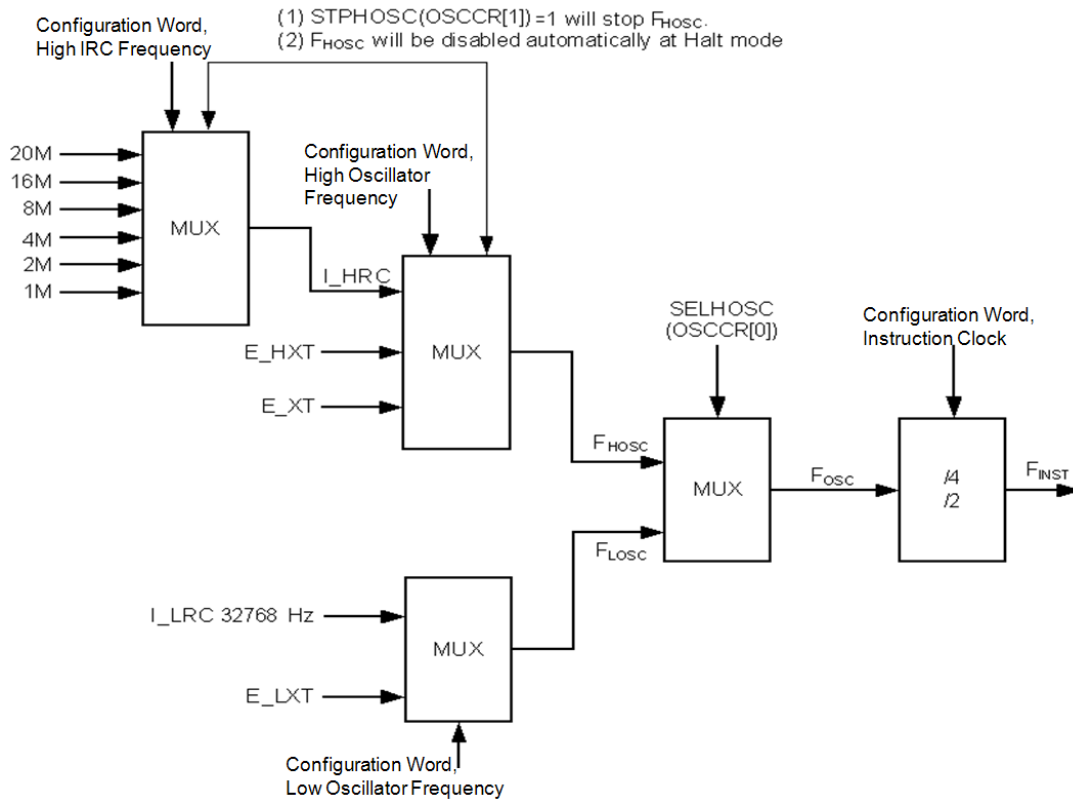 Configuration Word,
High IRC Frequency
(1) STPHOSC(OSCCR[1]) =1 will stop FHOSC.
(2) FHOSC will be disabled automatically at Halt mode
20M
16M
8M
4M
2M
1M
MUX
Configuration Word,
High Oscillator
Frequency
I_HRC
E_HXT
E_XT
MUX
SELHOSC
(OSCCR[0])
Configuration Word,
Instruction Clock
FHOSC
FLOSC
MUX
FOSC
/4
/2
FINST
I_LRC 32768 Hz
E_LXT
MUX
Configuration Word,
Low Oscillator Frequency